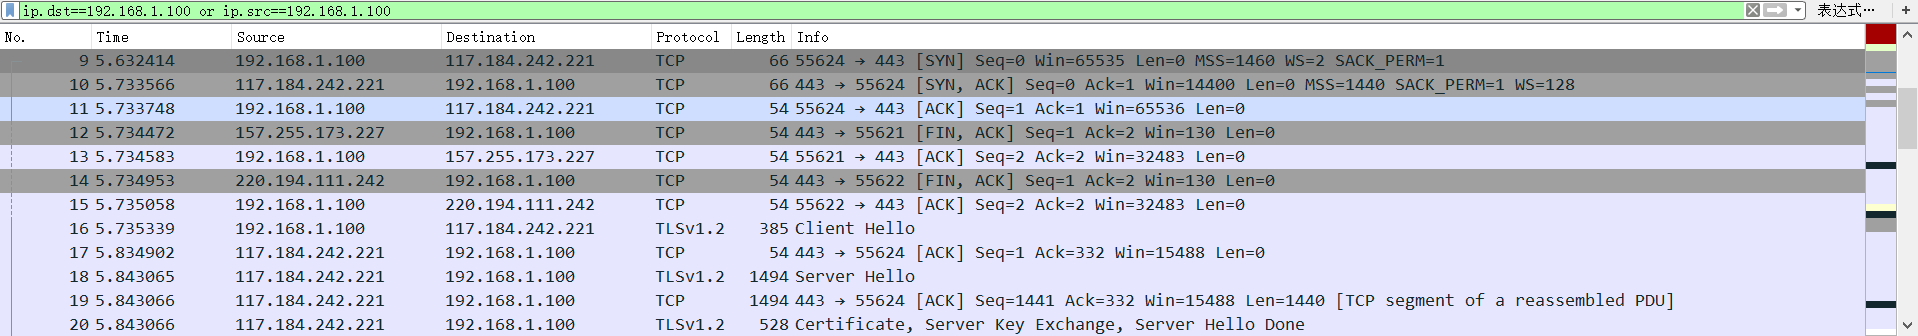 ip.dst==192.168.1.100 or ip.src==192.168.1.100 表达式… +
No. Time Source Destination Protocol Length Info
9 5.632414 192.168.1.100 117.184.242.221 TCP 66 55624 → 443 [SYN] Seq=0 Win=65535 Len=0 MSS=1460 WS=2 SACK_PERM=1
10 5.733566 117.184.242.221 192.168.1.100 TCP 66 443 → 55624 [SYN, ACK] Seq=0 Ack=1 Win=14400 Len=0 MSS=1440 SACK_PERM=1 WS=128
11 5.733748 192.168.1.100 117.184.242.221 TCP 54 55624 → 443 [ACK] Seq=1 Ack=1 Win=65536 Len=0
12 5.734472 157.255.173.227 192.168.1.100 TCP 54 443 → 55621 [FIN, ACK] Seq=1 Ack=2 Win=130 Len=0
13 5.734583 192.168.1.100 157.255.173.227 TCP 54 55621 → 443 [ACK] Seq=2 Ack=2 Win=32483 Len=0
14 5.734953 220.194.111.242 192.168.1.100 TCP 54 443 → 55622 [FIN, ACK] Seq=1 Ack=2 Win=130 Len=0
15 5.735058 192.168.1.100 220.194.111.242 TCP 54 55622 → 443 [ACK] Seq=2 Ack=2 Win=32483 Len=0
16 5.735339 192.168.1.100 117.184.242.221 TLSv1.2 385 Client Hello
17 5.834902 117.184.242.221 192.168.1.100 TCP 54 443 → 55624 [ACK] Seq=1 Ack=332 Win=15488 Len=0
18 5.843065 117.184.242.221 192.168.1.100 TLSv1.2 1494 Server Hello
19 5.843066 117.184.242.221 192.168.1.100 TCP 1494 443 → 55624 [ACK] Seq=1441 Ack=332 Win=15488 Len=1440 [TCP segment of a reassembled PDU]
20 5.843066 117.184.242.221 192.168.1.100 TLSv1.2 528 Certificate, Server Key Exchange, Server Hello Done